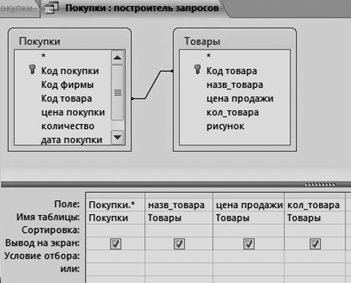 окупки
Покупки : построитель запросов
Покупки
*
Код покупки
Код фирмы
Код товара
цена покупки
количество
дата покупки
Товары
*
Код товара
назв_товара
цена продажи
кол_товара
рисунок
Поле: Покупки.* назв_товара цена продажи кол_товара
Имя таблицы: Покупки Товары Товары Товары
Сортировка:
Вывод на экран:
Условие отбора:
или: